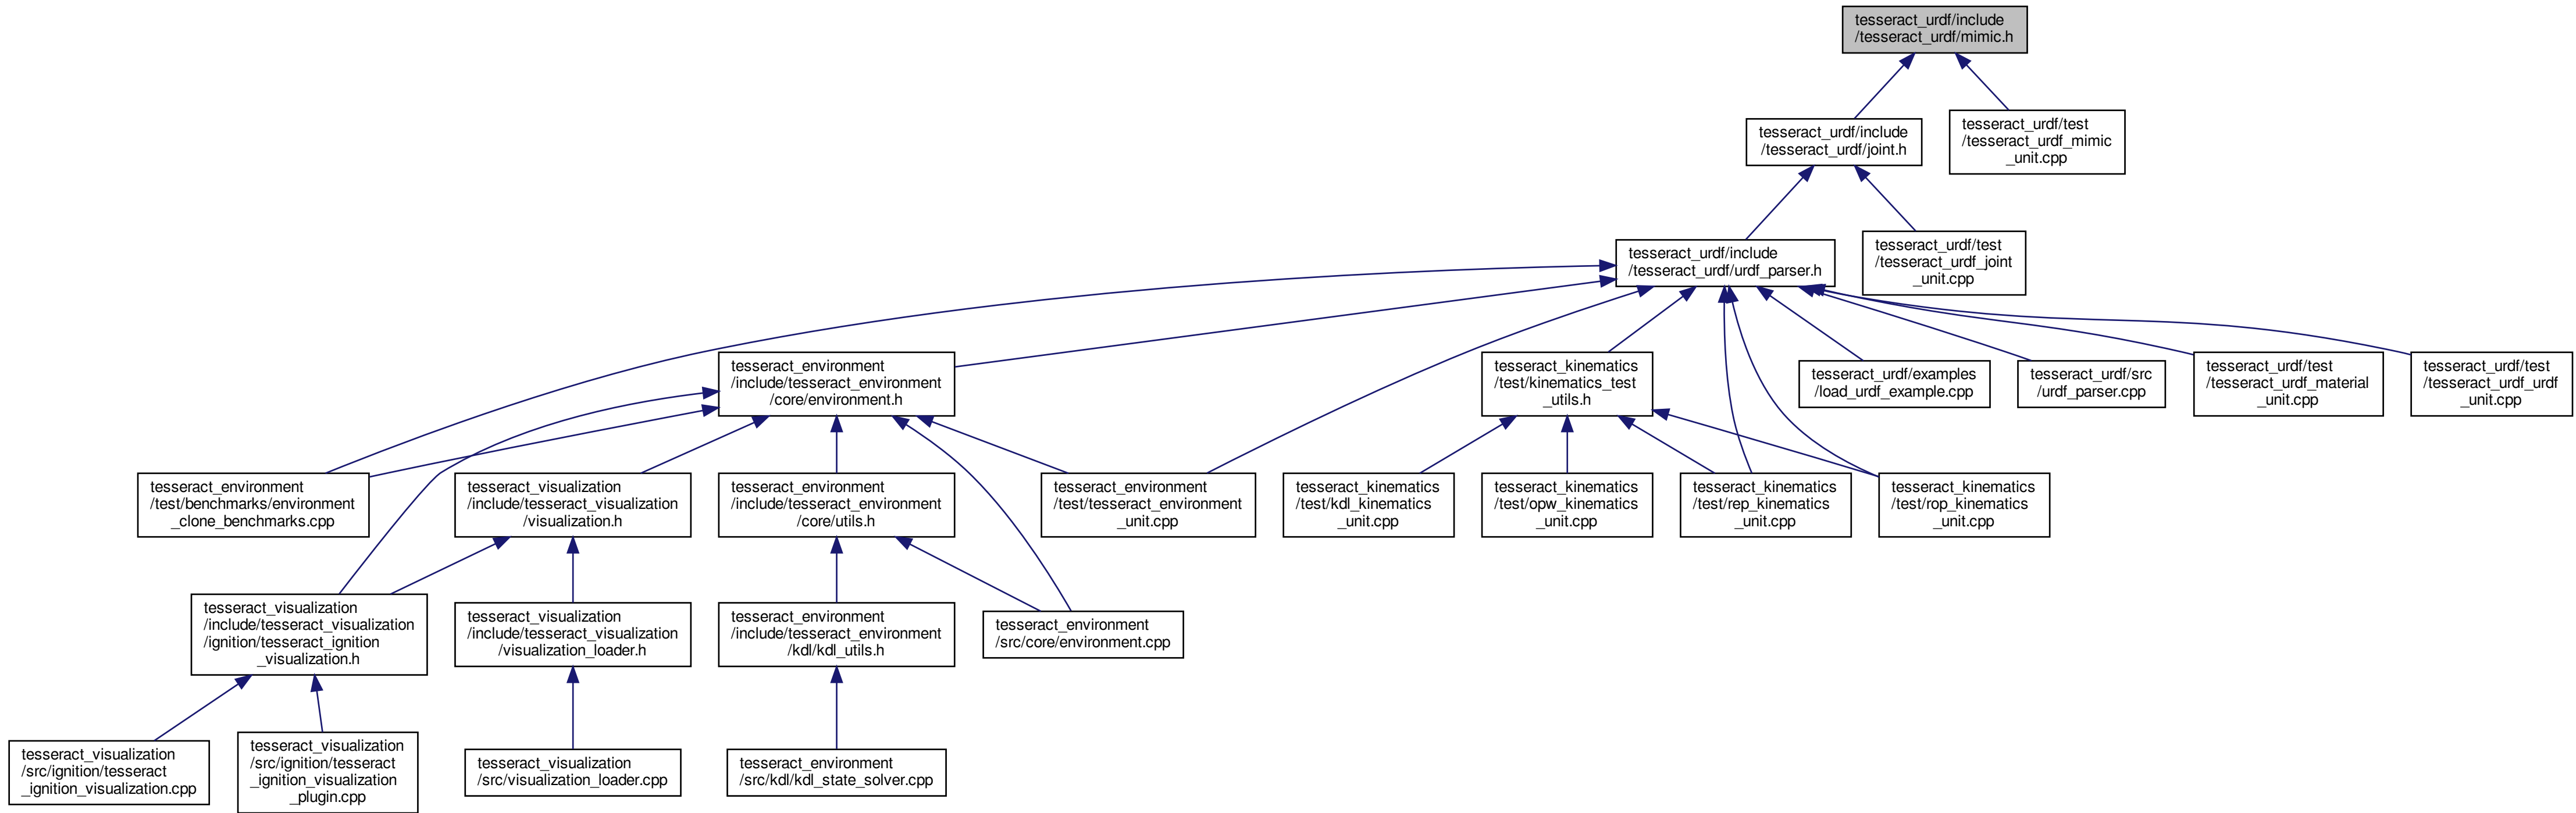 tesseract_urdf/include
/tesseract_urdf/mimic.h
tesseract_urdf/include
/tesseract_urdf/joint.h
tesseract_urdf/test
/tesseract_urdf_mimic
_unit.cpp
tesseract_urdf/include
/tesseract_urdf/urdf_parser.h
tesseract_urdf/test
/tesseract_urdf_joint
_unit.cpp
tesseract_environment
/include/tesseract_environment
/core/environment.h
tesseract_kinematics
/test/kinematics_test
_utils.h
tesseract_urdf/examples
/load_urdf_example.cpp
tesseract_urdf/src
/urdf_parser.cpp
tesseract_urdf/test
/tesseract_urdf_material
_unit.cpp
tesseract_urdf/test
/tesseract_urdf_urdf
_unit.cpp
tesseract_environment
/test/benchmarks/environment
_clone_benchmarks.cpp
tesseract_visualization
/include/tesseract_visualization
/visualization.h
tesseract_environment
/include/tesseract_environment
/core/utils.h
tesseract_environment
/test/tesseract_environment
_unit.cpp
tesseract_kinematics
/test/kdl_kinematics
_unit.cpp
tesseract_kinematics
/test/opw_kinematics
_unit.cpp
tesseract_kinematics
/test/rep_kinematics
_unit.cpp
tesseract_kinematics
/test/rop_kinematics
_unit.cpp
tesseract_visualization
/include/tesseract_visualization
/ignition/tesseract_ignition
_visualization.h
tesseract_visualization
/include/tesseract_visualization
/visualization_loader.h
tesseract_environment
/include/tesseract_environment
/kdl/kdl_utils.h
tesseract_environment
/src/core/environment.cpp
tesseract_visualization
/src/ignition/tesseract
_ignition_visualization.cpp
tesseract_visualization
/src/ignition/tesseract
_ignition_visualization
_plugin.cpp
tesseract_visualization
/src/visualization_loader.cpp
tesseract_environment
/src/kdl/kdl_state_solver.cpp